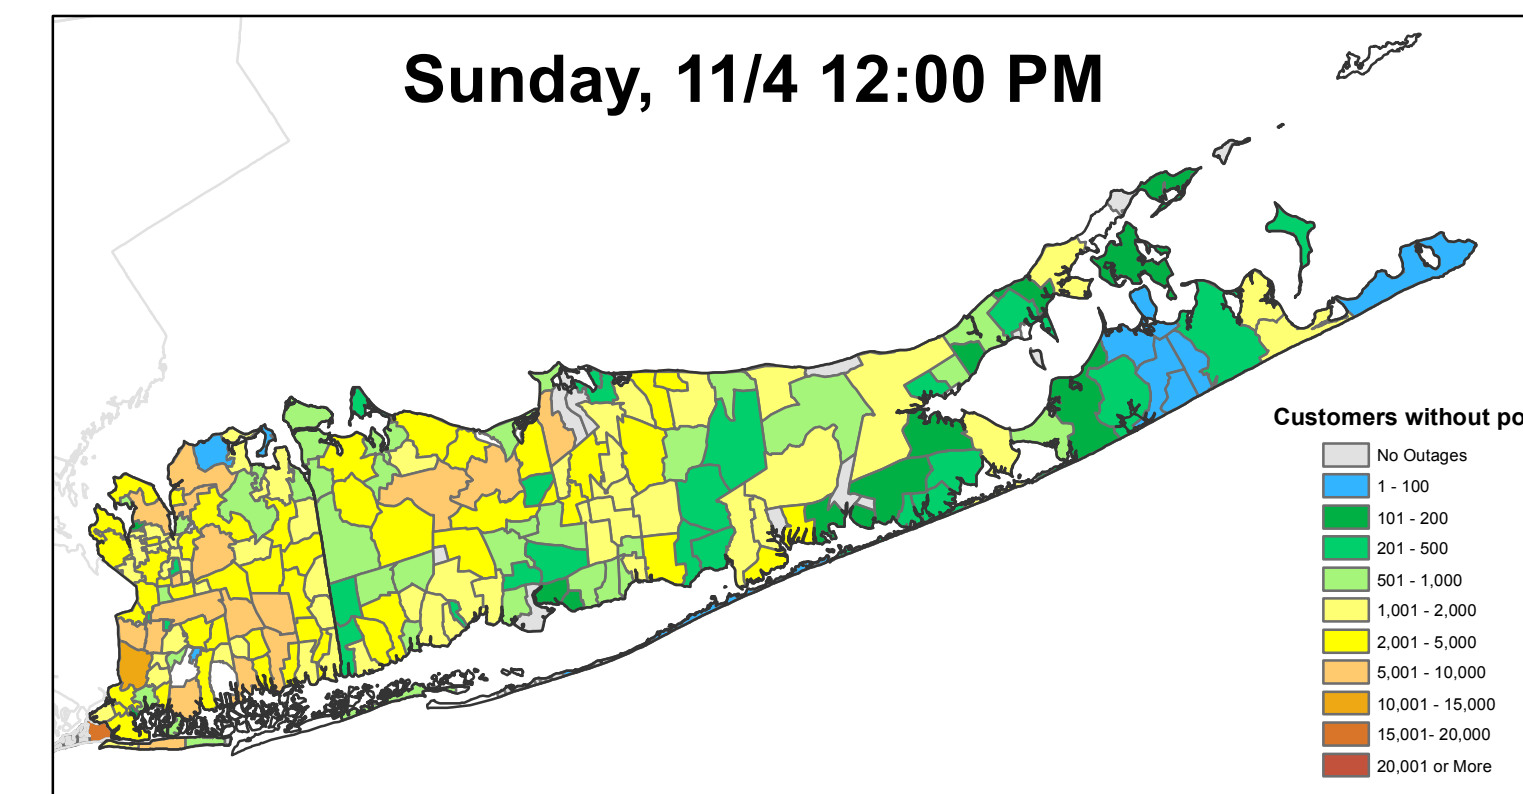 Sunday, 11/4 12:00 PM
Customers without po
No Outages
1 - 100
101 - 200
201 - 500
501 - 1,000
1,001 - 2,000
2,001 - 5,000
5,001 - 10,000
10,001 - 15,000
15,001- 20,000
20,001 or More